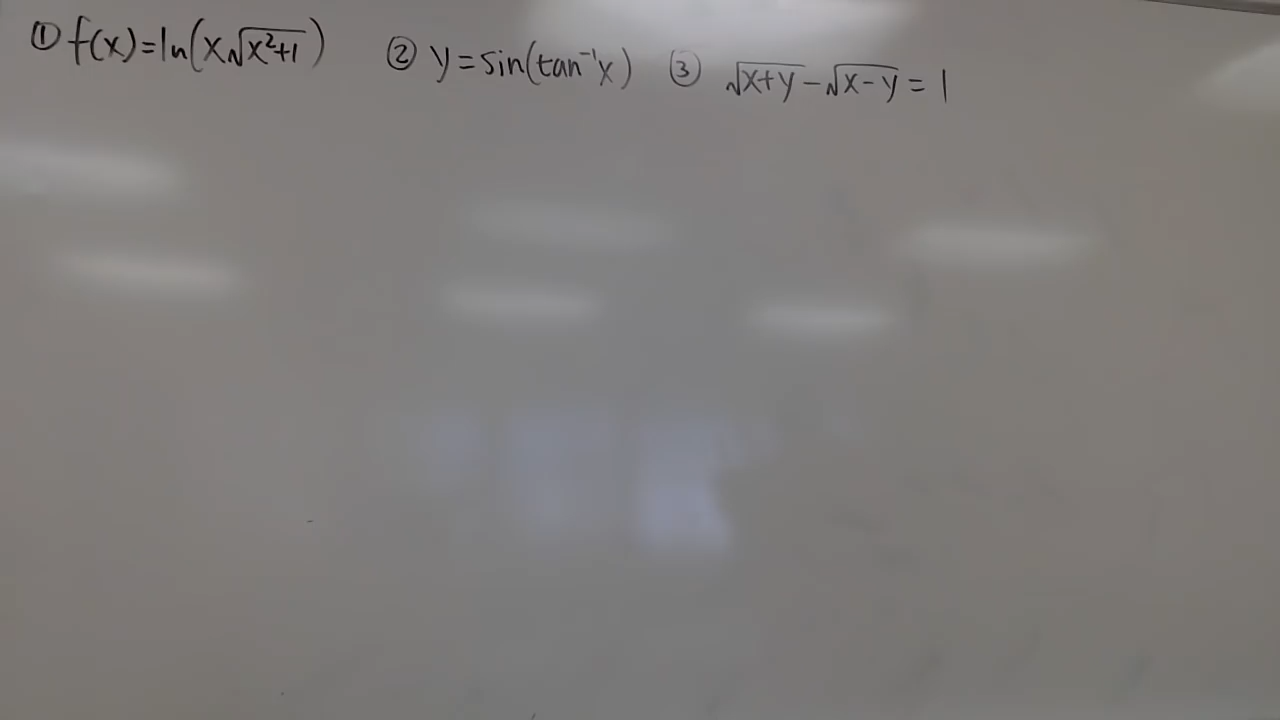 ① f(x)=ln(x√(x²+1)) ② y=sin(tan⁻¹x) ③ √(x+y)-√(x-y)=1